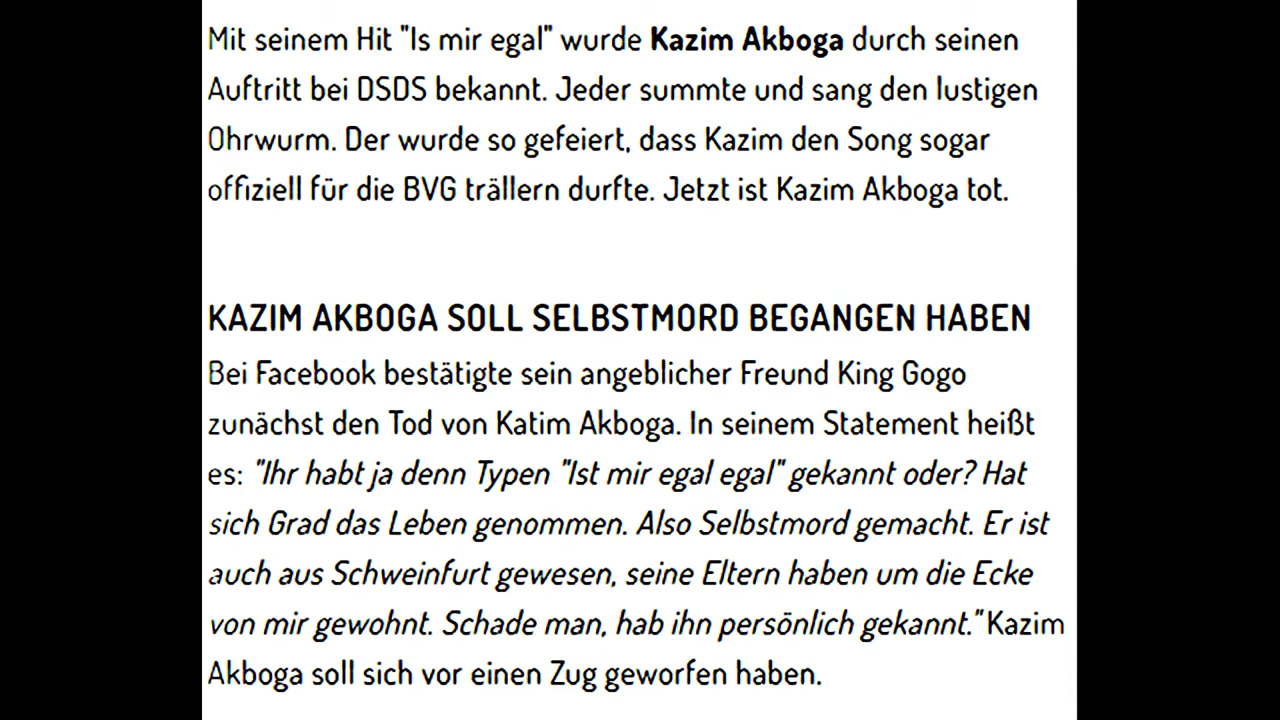 Mit seinem Hit "Is mir egal" wurde Kazim Akboga durch seinen
Auftritt bei DSDS bekannt. Jeder summte und sang den lustigen
Ohrwurm. Der wurde so gefeiert, dass Kazim den Song sogar
offiziell für die BVG trällern durfte. Jetzt ist Kazim Akboga tot.
KAZIM AKBOGA SOLL SELBSTMORD BEGANGEN HABEN
Bei Facebook bestätigte sein angeblicher Freund King Gogo
zunächst den Tod von Katim Akboga. In seinem Statement heißt
es: "Ihr habt ja denn Typen "Ist mir egal egal" gekannt oder? Hat
sich Grad das Leben genommen. Also Selbstmord gemacht. Er ist
auch aus Schweinfurt gewesen, seine Eltern haben um die Ecke
von mir gewohnt. Schade man, hab ihn persönlich gekannt." Kazim
Akboga soll sich vor einen Zug geworfen haben.